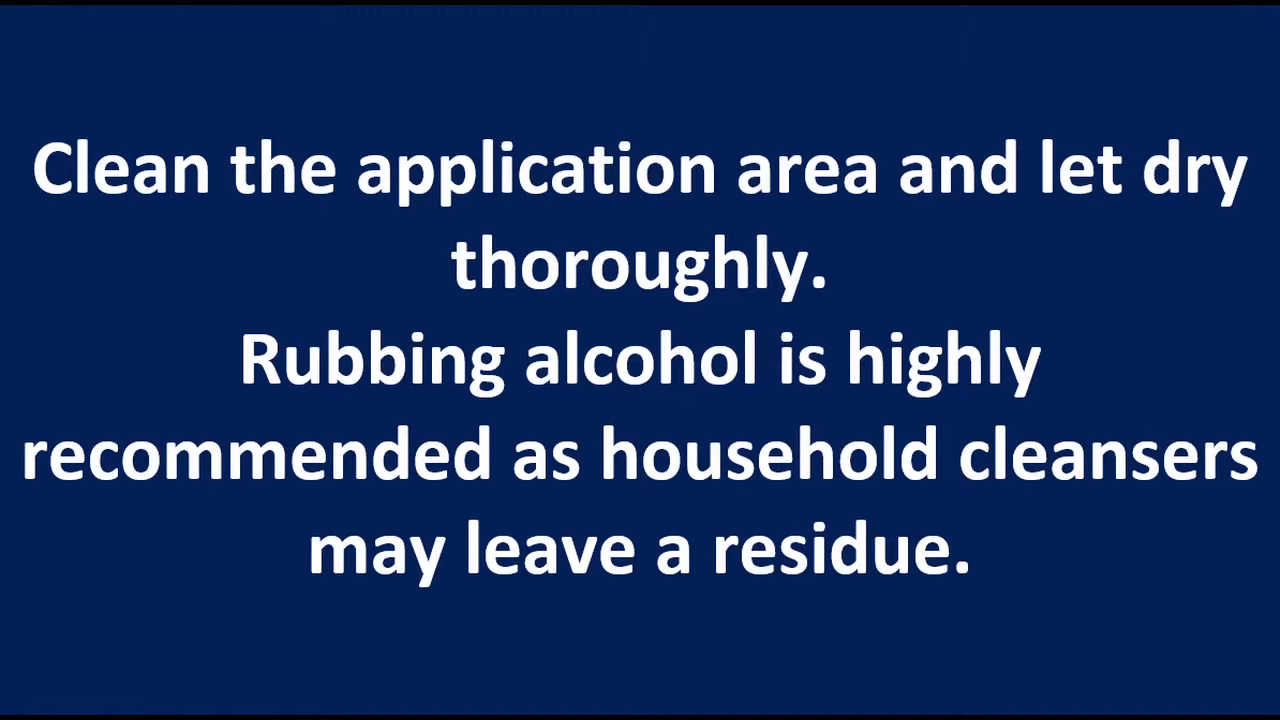 Clean the application area and let dry
thoroughly.
Rubbing alcohol is highly
recommended as household cleansers
may leave a residue.